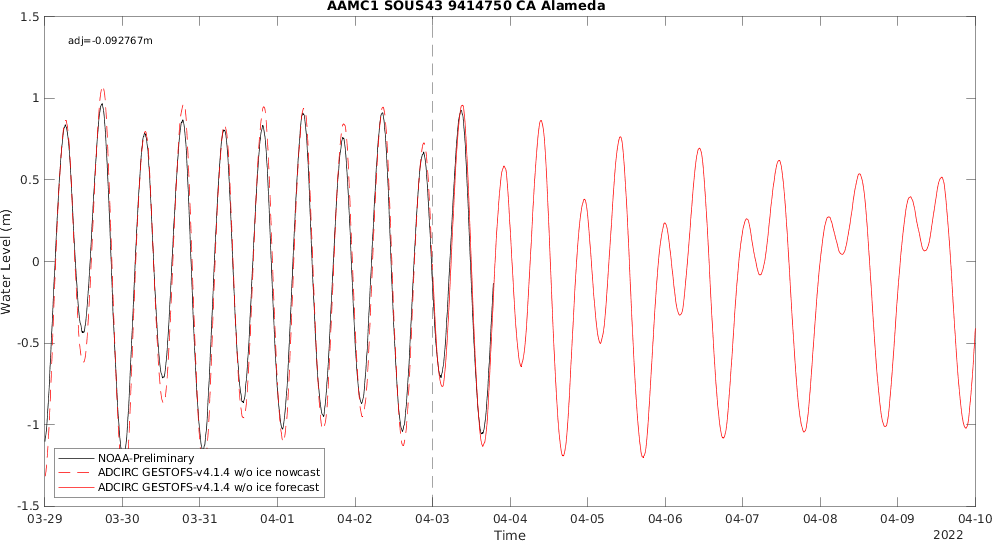 AAMC1 SOUS43 9414750 CA Alameda
1.5
adj=-0.092767m
1
0.5
Water Level (m)
0
-0.5
-1
NOAA-Preliminary
ADCIRC GESTOFS-v4.1.4 w/o ice nowcast
ADCIRC GESTOFS-v4.1.4 w/o ice forecast
-1.5
03-29 03-30 03-31 04-01 04-02 04-03 04-04 04-05 04-06 04-07 04-08 04-09 04-10
Time
2022